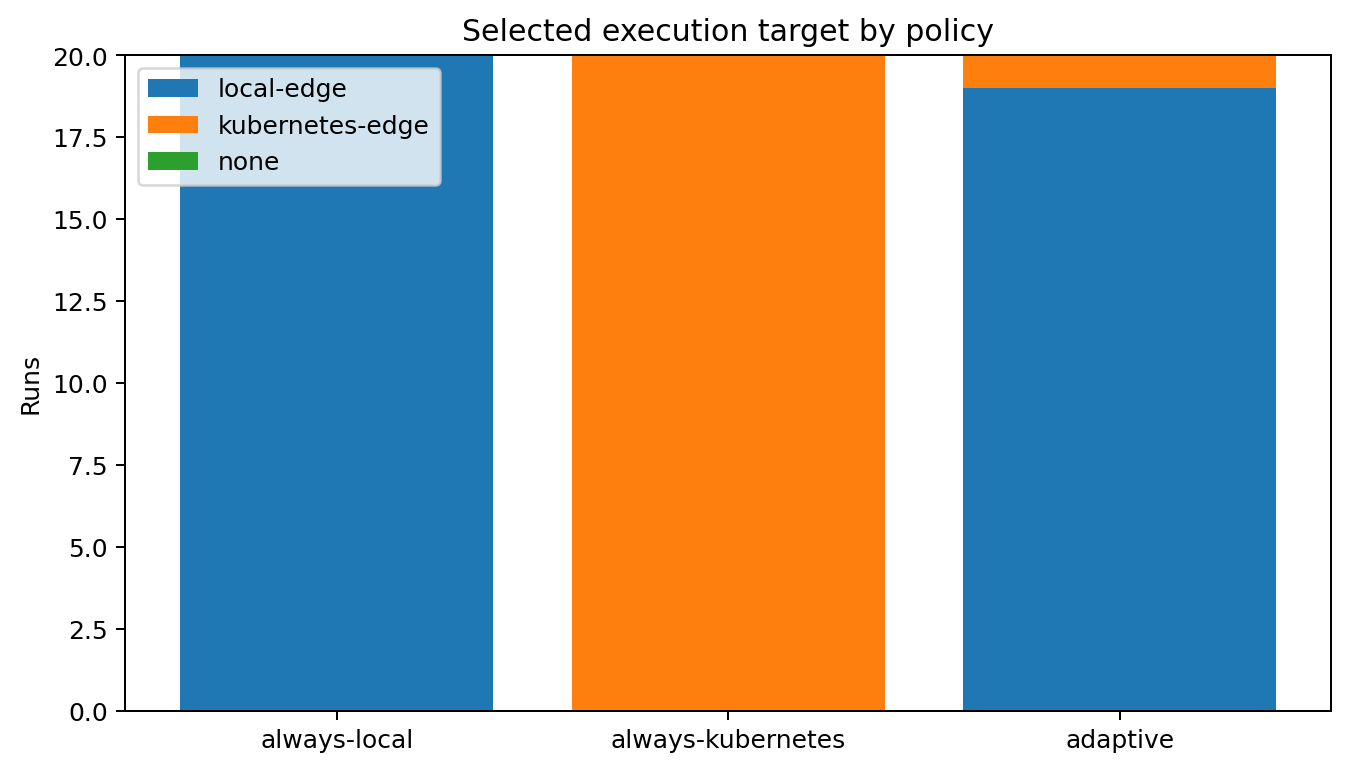 Selected execution target by policy
20.0
17.5
15.0
12.5
10.0
7.5
5.0
2.5
0.0
Runs
local-edge
kubernetes-edge
none
always-local
always-kubernetes
adaptive